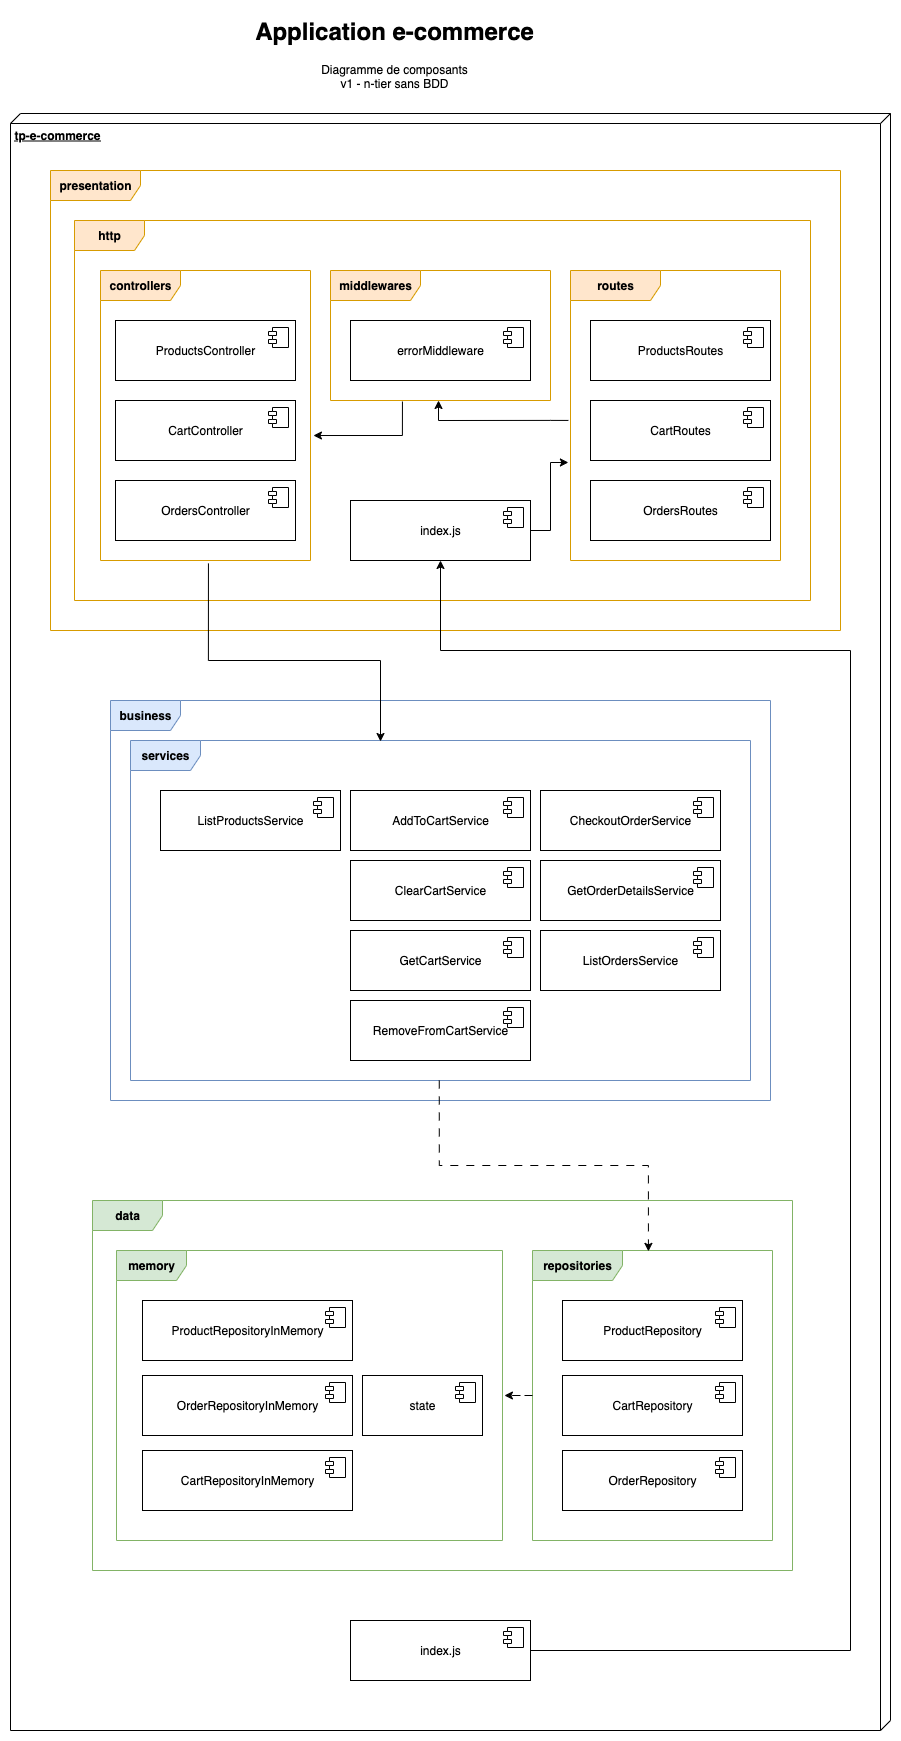 Application e-commerce
Diagramme de composants
v1 - n-tier sans BDD
tp-e-commerce
presentation
http
controllers
middlewares
routes
ProductsController
errorMiddleware
ProductsRoutes
CartController
CartRoutes
OrdersController
index.js
OrdersRoutes
business
services
ListProductsService
AddToCartService
CheckoutOrderService
ClearCartService
GetOrderDetailsService
GetCartService
ListOrdersService
RemoveFromCartService
data
memory
repositories
ProductRepositoryInMemory
ProductRepository
OrderRepositoryInMemory
state
CartRepository
CartRepositoryInMemory
OrderRepository
index.js